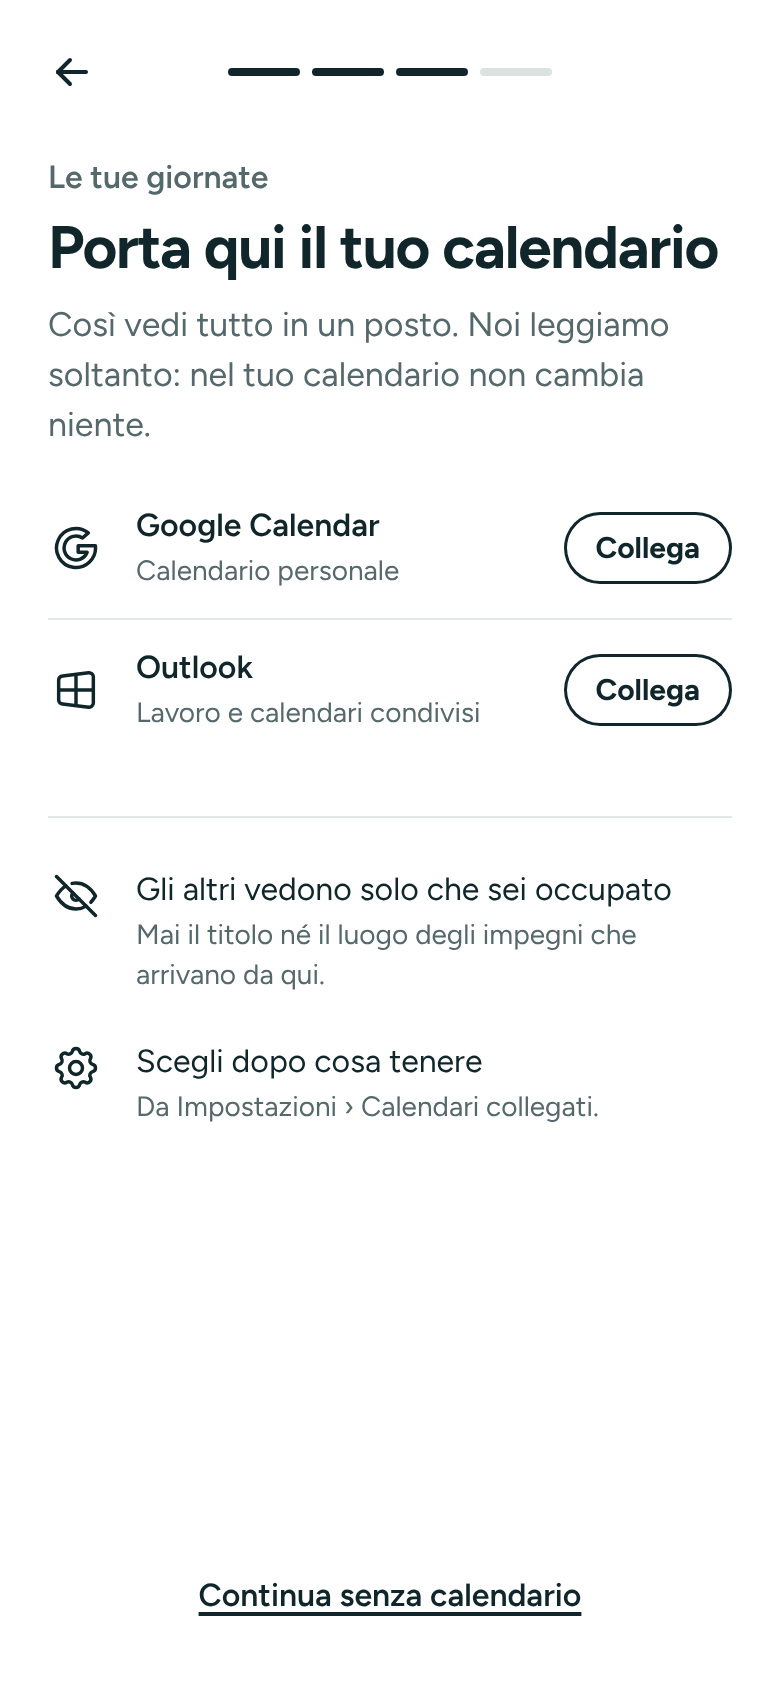 Le tue giornate
Porta qui il tuo calendario
Così vedi tutto in un posto. Noi leggiamo
soltanto: nel tuo calendario non cambia
niente.
Google Calendar
Calendario personale
Collega
Outlook
Lavoro e calendari condivisi
Collega
Gli altri vedono solo che sei occupato
Mai il titolo né il luogo degli impegni che
arrivano da qui.
Scegli dopo cosa tenere
Da Impostazioni › Calendari collegati.
Continua senza calendario